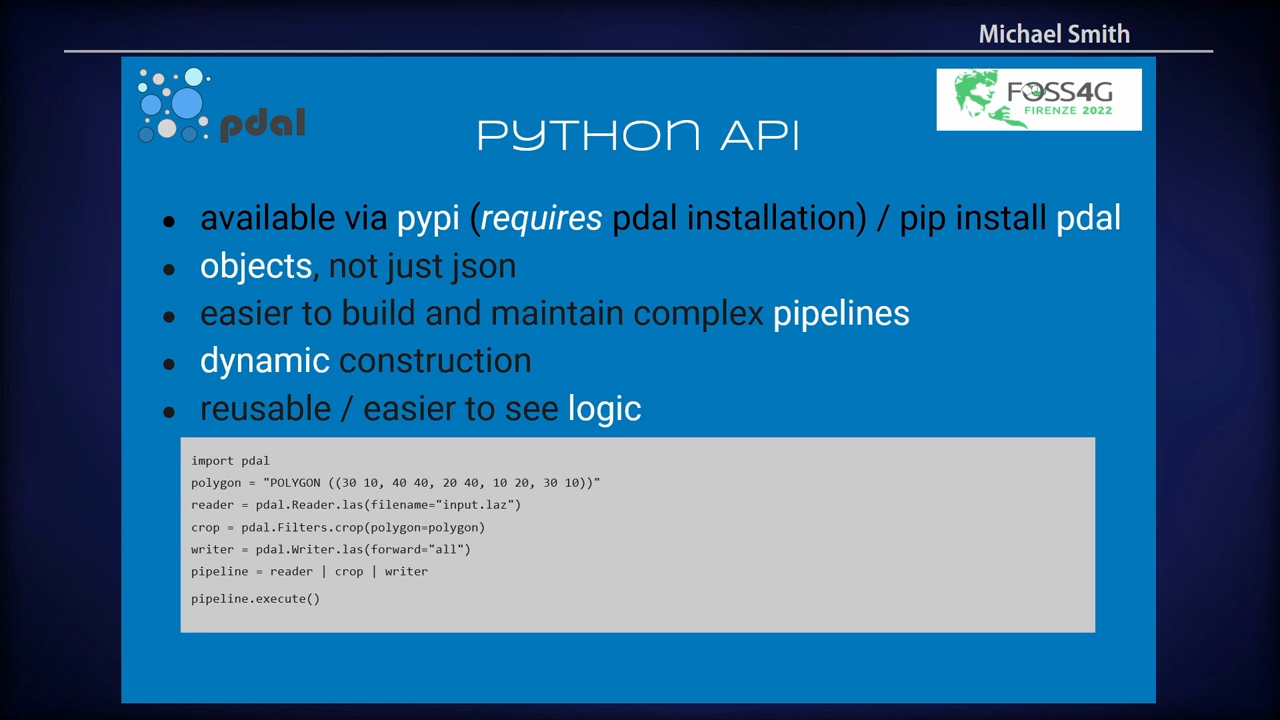 Michael Smith
pdal
FOSS4G
FIRENZE 2022
PYTHON API
• available via pypi (requires pdal installation) / pip install pdal
• objects, not just json
• easier to build and maintain complex pipelines
• dynamic construction
• reusable / easier to see logic
import pdal
polygon = "POLYGON ((30 10, 40 40, 20 40, 10 20, 30 10))"
reader = pdal.Reader.las(filename="input.laz")
crop = pdal.Filters.crop(polygon=polygon)
writer = pdal.Writer.las(forward="all")
pipeline = reader | crop | writer
pipeline.execute()